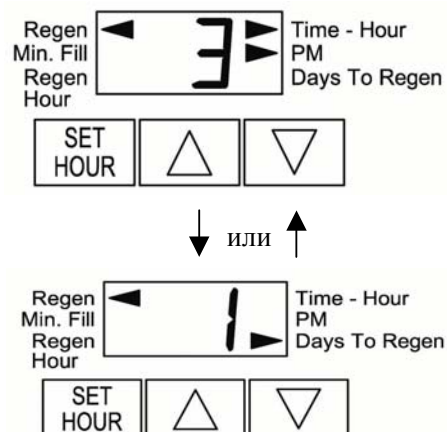 Regen
Min. Fill
Regen
Hour
3
Time - Hour
PM
Days To Regen
SET
HOUR
или
Regen
Min. Fill
Regen
Hour
1
Time - Hour
PM
Days To Regen
SET
HOUR